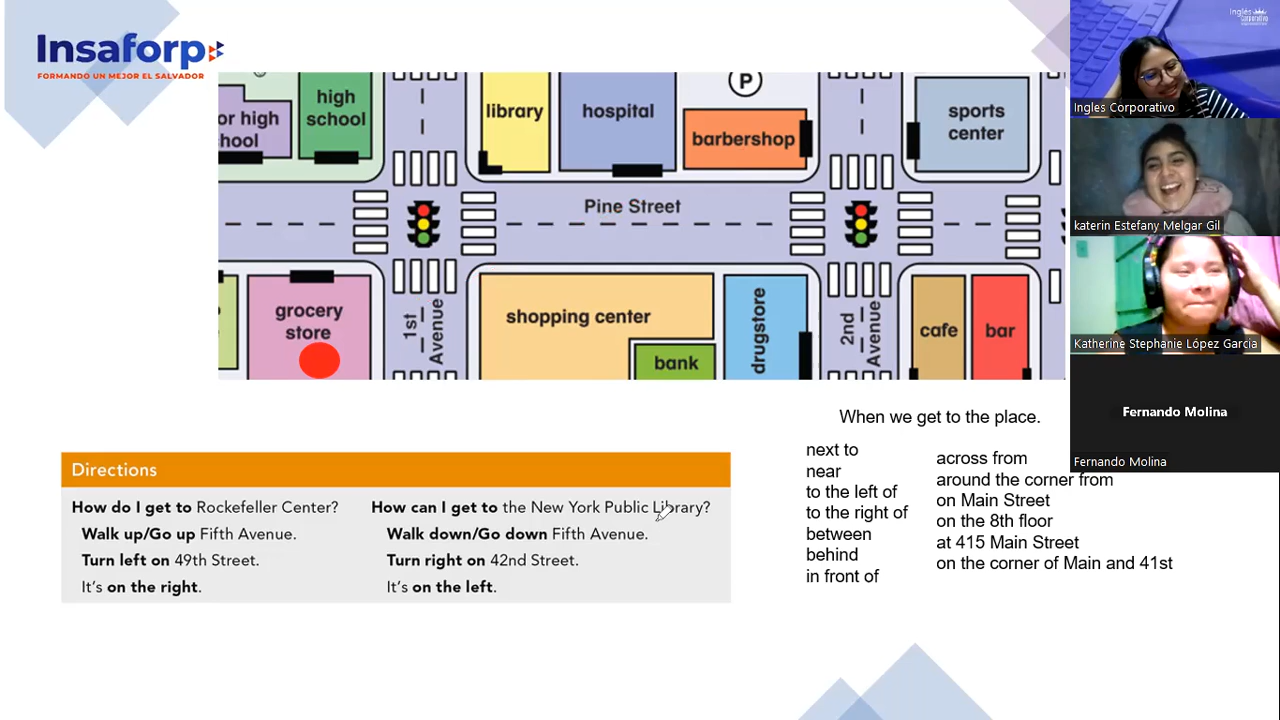 Insaforp
FORMANDO UN MEJOR EL SALVADOR
or high
hool
high
school
library
hospital
P
barbershop
sports
center
Pine Street
grocery
store
1st
Avenue
shopping center
bank
drugstore
2nd
Avenue
cafe
bar
Inglés
Corporativo
Ingles Corporativo
katerin Estefany Melgar Gil
Katherine Stephanie López Garcia
Fernando Molina
Fernando Molina
Directions
How do I get to Rockefeller Center?
Walk up/Go up Fifth Avenue.
Turn left on 49th Street.
It's on the right.
How can I get to the New York Public Library?
Walk down/Go down Fifth Avenue.
Turn right on 42nd Street.
It's on the left.
When we get to the place.
next to
near
to the left of
to the right of
between
behind
in front of
across from
around the corner from
on Main Street
on the 8th floor
at 415 Main Street
on the corner of Main and 41st